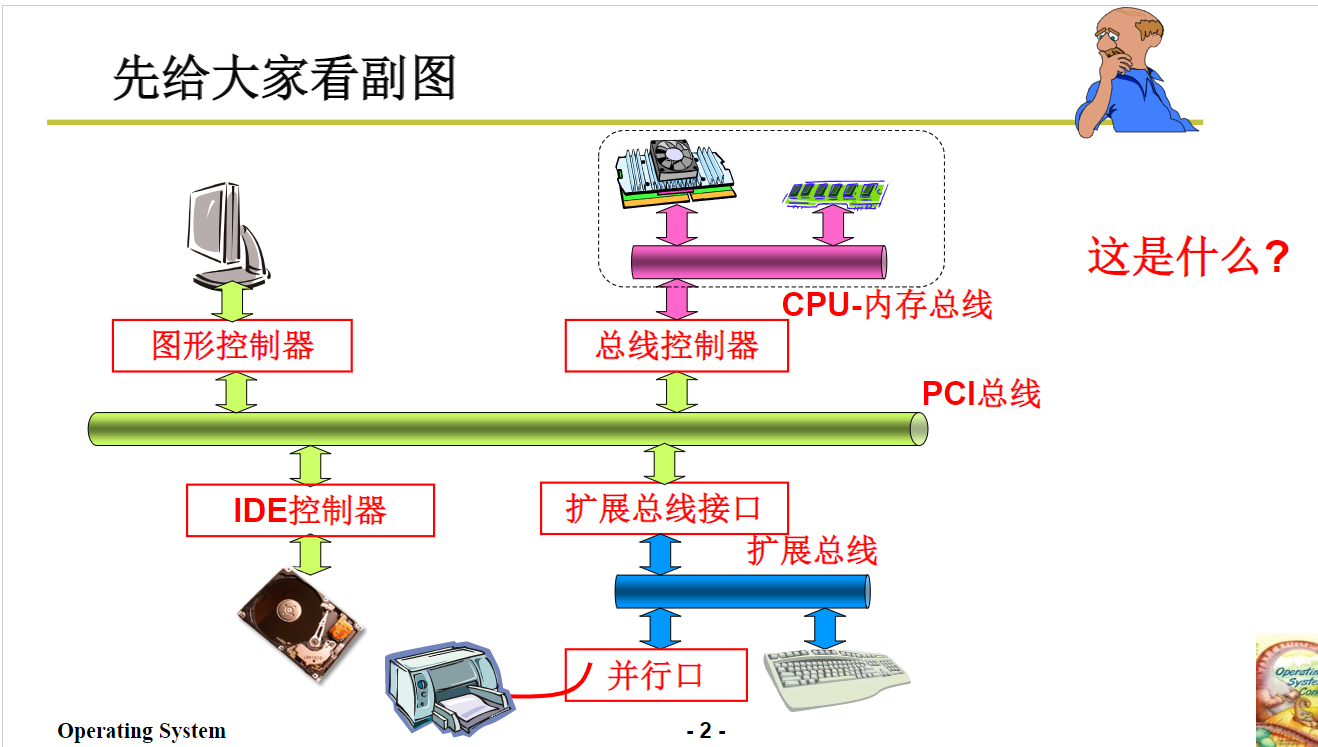 先给大家看副图
这是什么?
CPU-内存总线
图形控制器
总线控制器
PCI总线
IDE控制器
扩展总线接口
扩展总线
并行口
Operating
System
Operating System
- 2 -